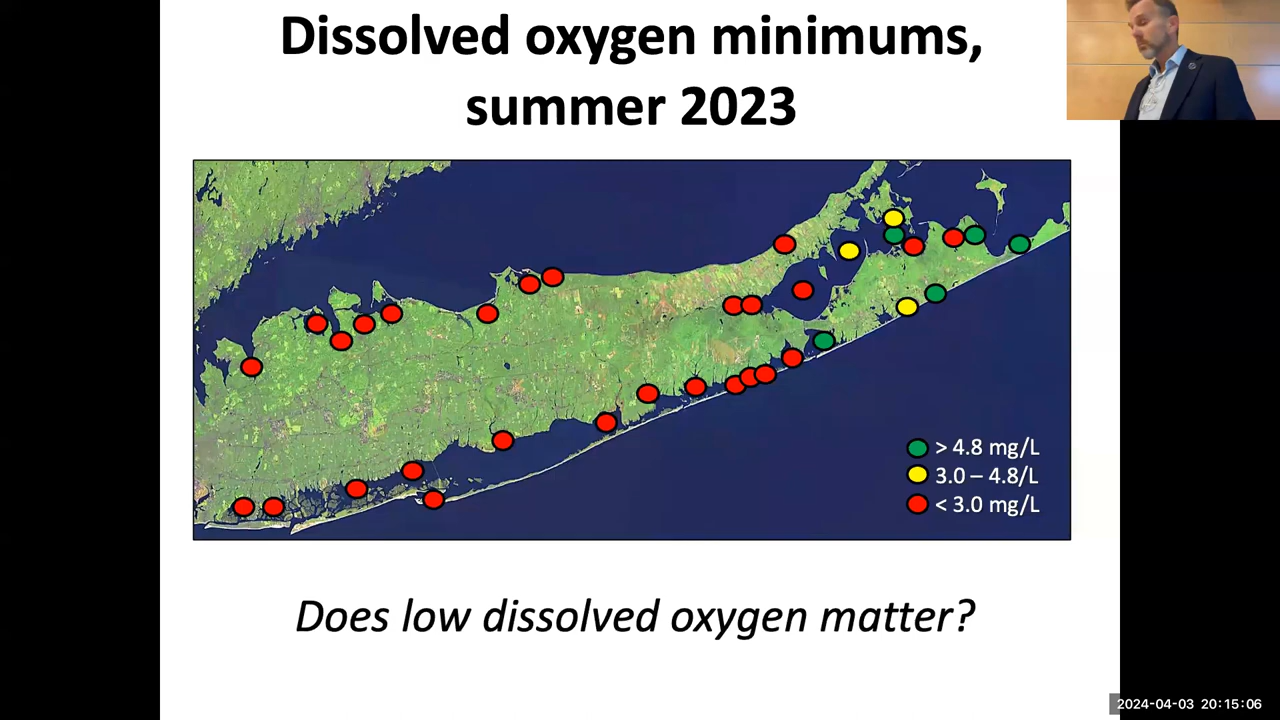 Dissolved oxygen minimums,
summer 2023
> 4.8 mg/L
3.0 – 4.8/L
< 3.0 mg/L
Does low dissolved oxygen matter?
2024-04-03 20:15:06